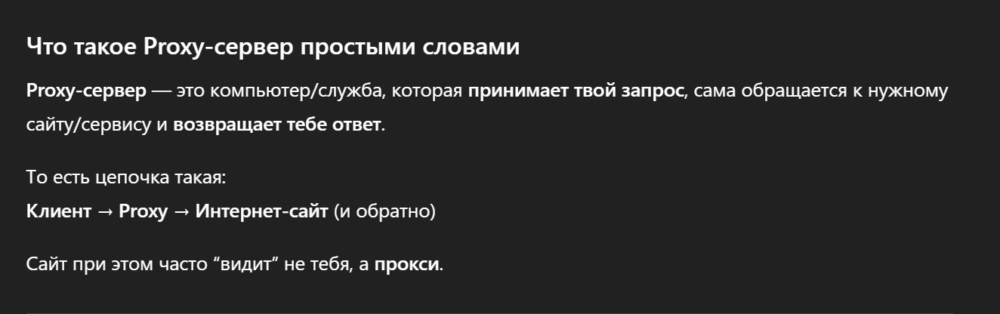 Что такое Proxy-сервер простыми словами
Proxy-сервер — это компьютер/служба, которая принимает твой запрос, сама обращается к нужному
сайту/сервису и возвращает тебе ответ.
То есть цепочка такая:
Клиент → Proxy → Интернет-сайт (и обратно)
Сайт при этом часто “видит” не тебя, а прокси.